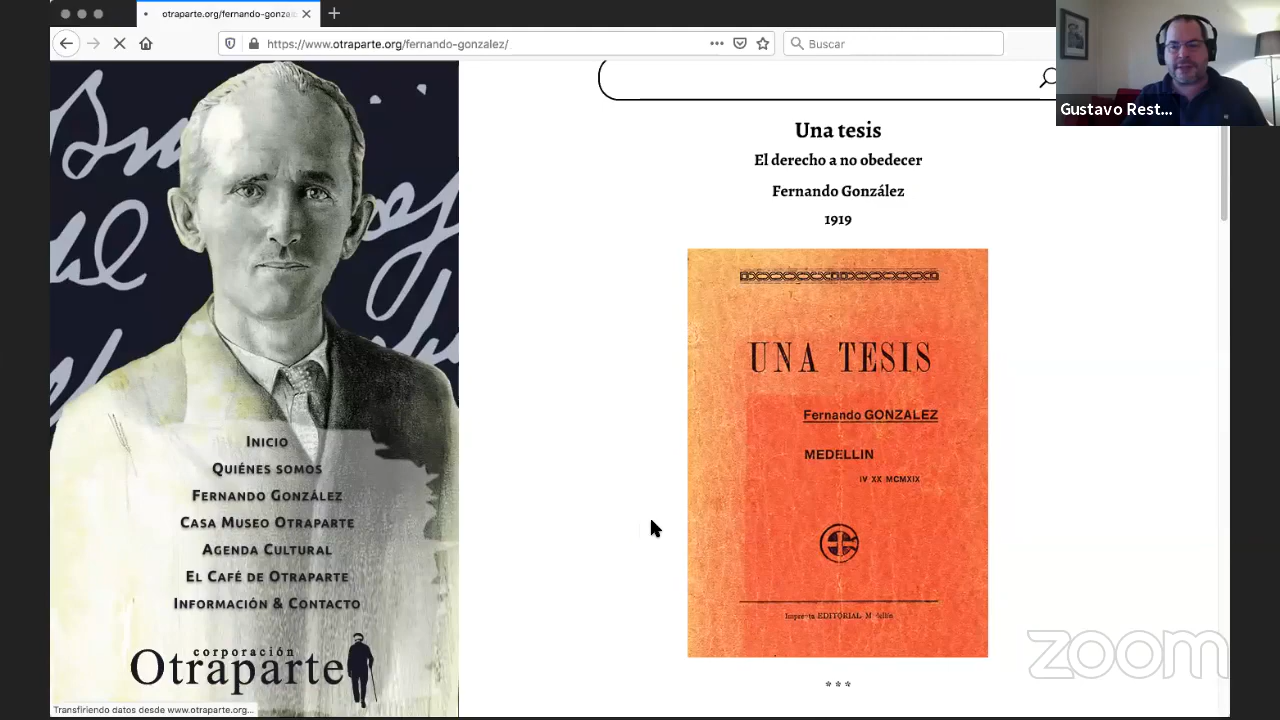 otraparte.org/fernando-gonzale
https://www.otraparte.org/fernando-gonzalez/
Buscar
Gustavo Rest...
Una tesis
El derecho a no obedecer
Fernando González
1919
UNA TESIS
Fernando GONZALEZ
MEDELLIN
IV XX MCMXIX
EDITORIAL
* * *
Inicio
Quiénes somos
Fernando González
Casa Museo Otraparte
Agenda Cultural
El Café de Otraparte
Información & Contacto
corporación
Otraparte
Transfiriendo datos desde www.otraparte.org...
zoom